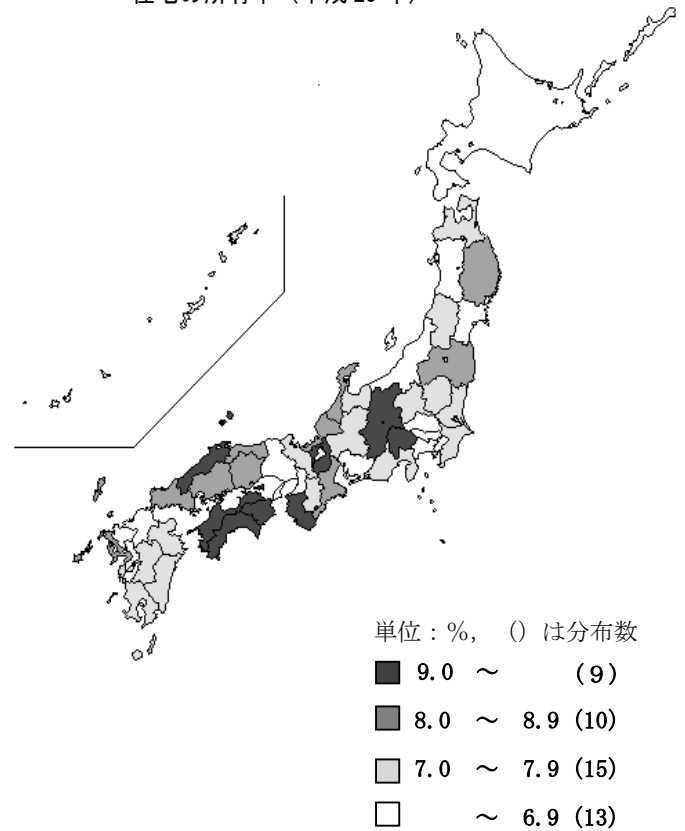 単位：％， （）は分布数
9.0 ～ (9)
8.0 ～ 8.9 (10)
7.0 ～ 7.9 (15)
～ 6.9 (13)